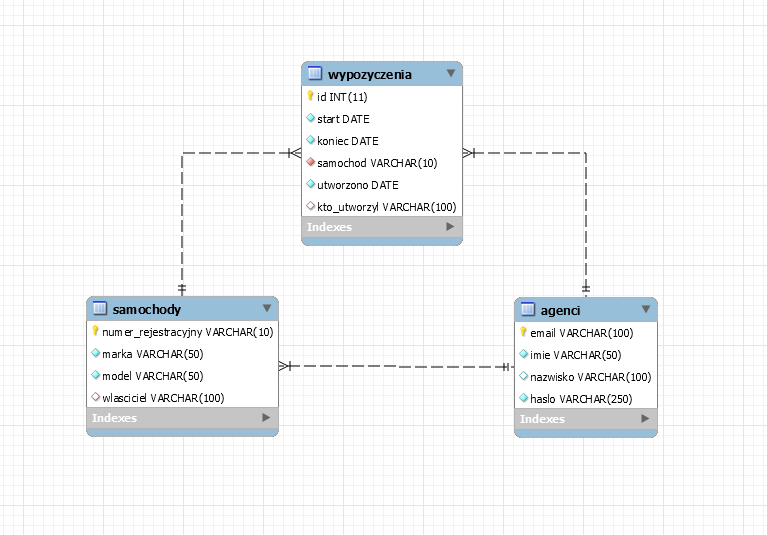 wypozyczenia
id INT(11)
start DATE
koniec DATE
samochod VARCHAR(10)
utworzono DATE
kto_utworzyl VARCHAR(100)
Indexes
samochody
numer_rejestracyjny VARCHAR(10)
marka VARCHAR(50)
model VARCHAR(50)
wlasciciel VARCHAR(100)
Indexes
agenci
email VARCHAR(100)
imie VARCHAR(50)
nazwisko VARCHAR(100)
haslo VARCHAR(250)
Indexes